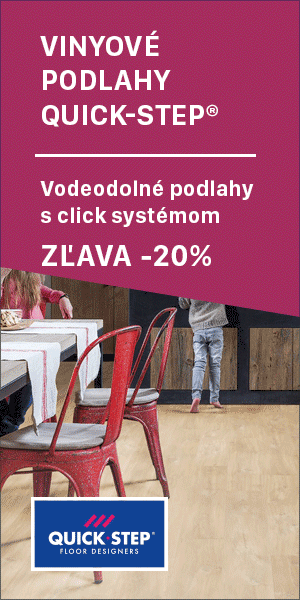 VINYOVÉ
PODLAHY
QUICK-STEP®
Vodeodolné podlahy
s click systémom
ZĽAVA -20%
QUICK·STEP®
FLOOR DESIGNERS